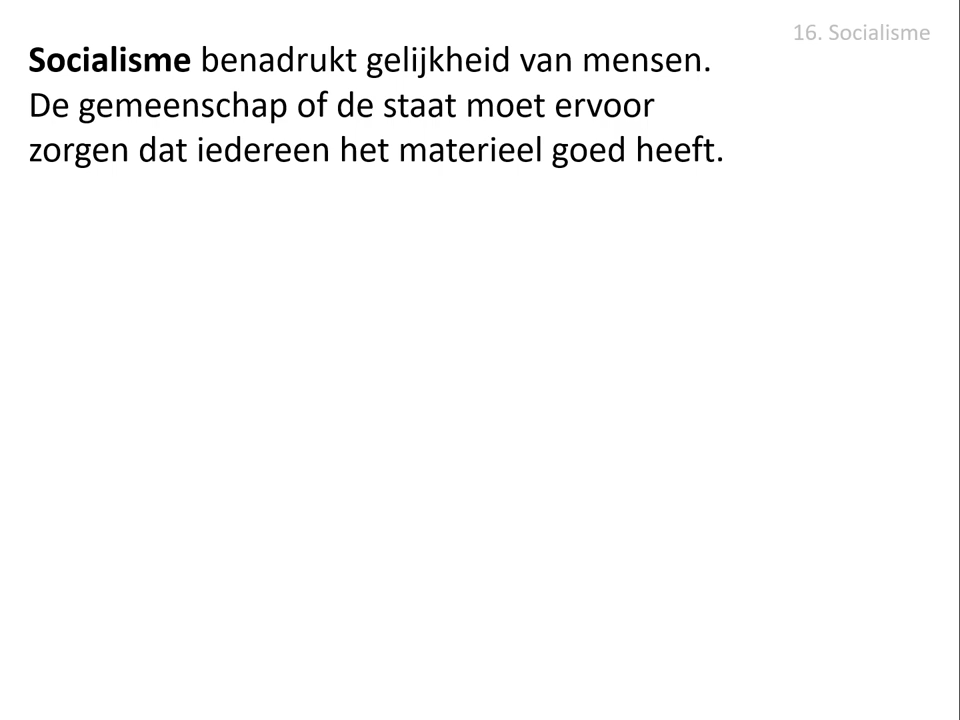 16. Socialisme
Socialisme benadrukt gelijkheid van mensen.
De gemeenschap of de staat moet ervoor
zorgen dat iedereen het materieel goed heeft.